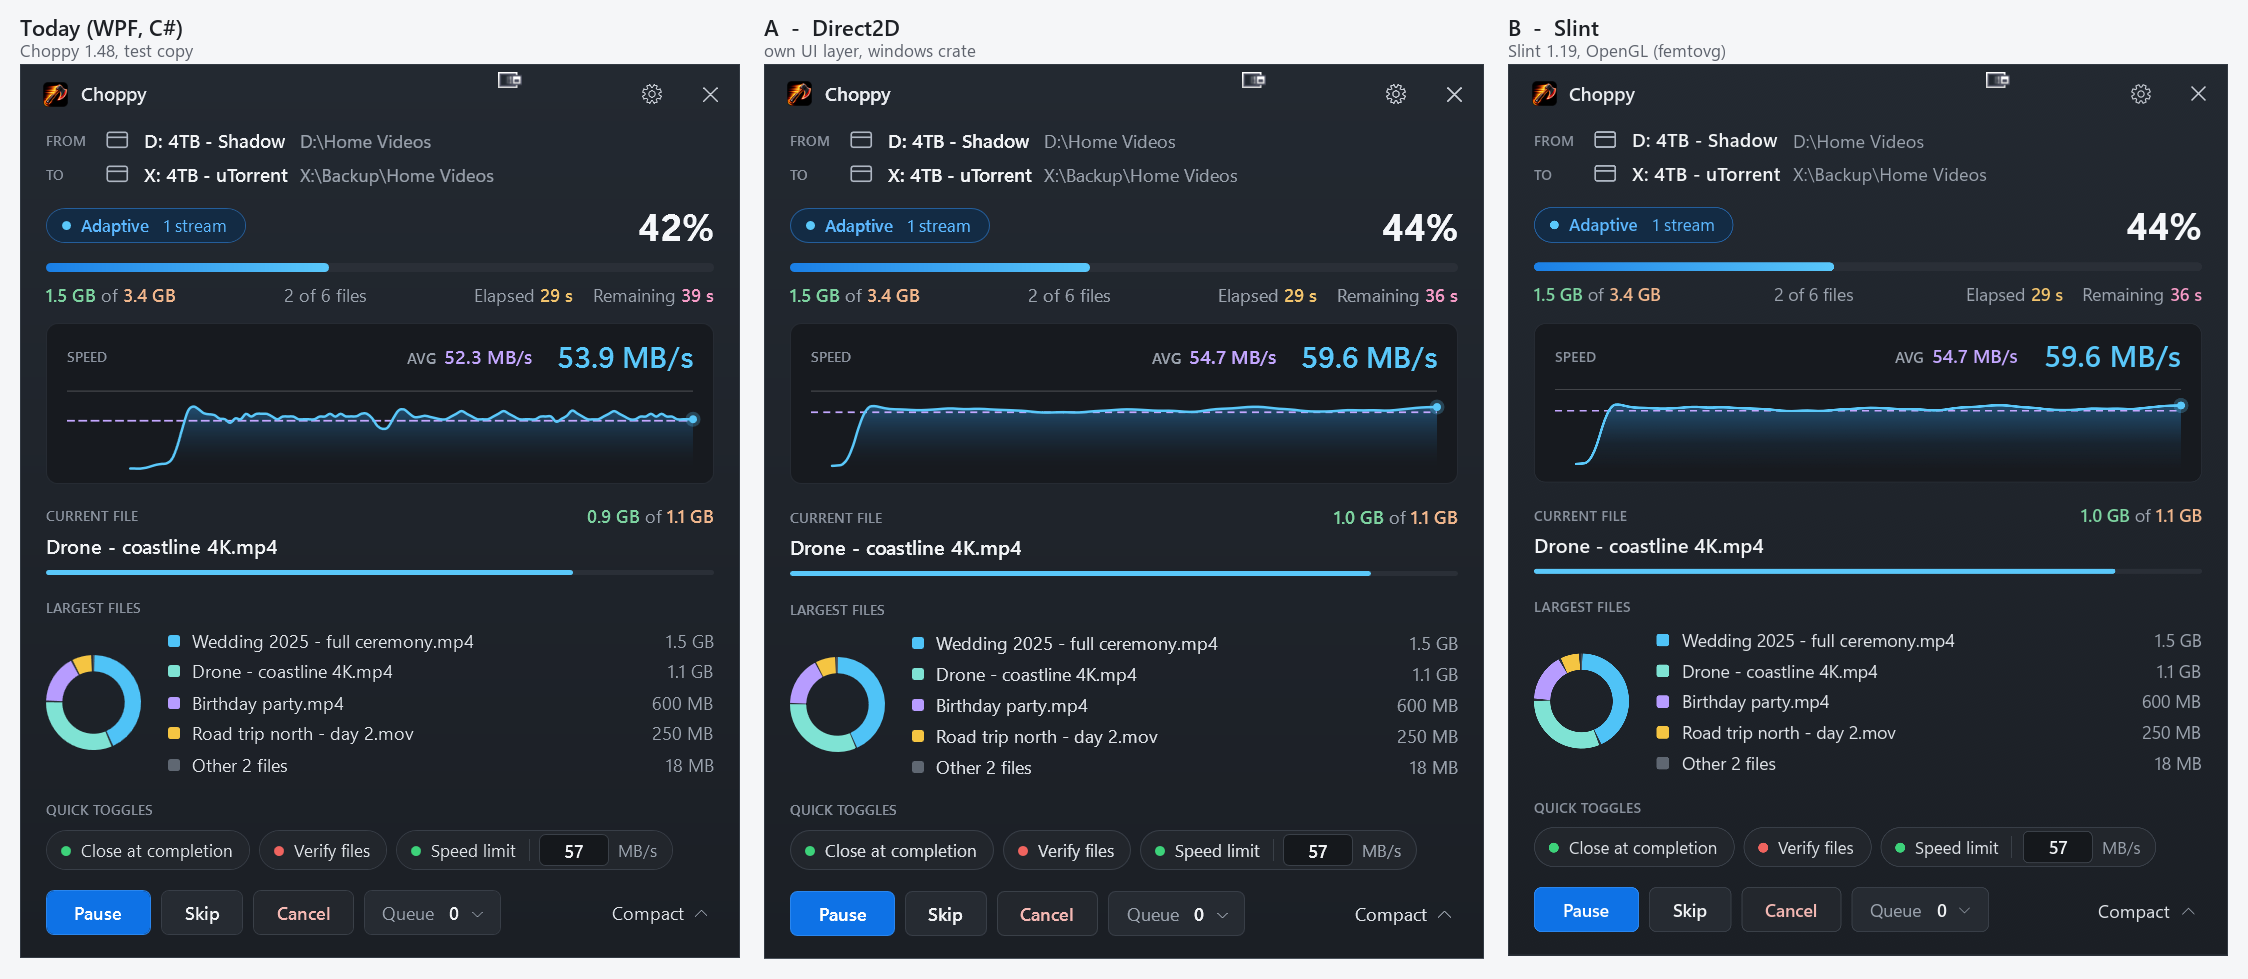 Today (WPF, C#)
Choppy 1.48, test copy
Choppy
FROM D: 4TB - Shadow D:\Home Videos
TO X: 4TB - uTorrent X:\Backup\Home Videos
Adaptive 1 stream 42%
1.5 GB of 3.4 GB 2 of 6 files Elapsed 29 s Remaining 39 s
SPEED AVG 52.3 MB/s 53.9 MB/s
CURRENT FILE 0.9 GB of 1.1 GB
Drone - coastline 4K.mp4
LARGEST FILES
Wedding 2025 - full ceremony.mp4 1.5 GB
Drone - coastline 4K.mp4 1.1 GB
Birthday party.mp4 600 MB
Road trip north - day 2.mov 250 MB
Other 2 files 18 MB
QUICK TOGGLES
Close at completion Verify files Speed limit 57 MB/s
Pause Skip Cancel Queue 0 Compact
A - Direct2D
own UI layer, windows crate
Choppy
FROM D: 4TB - Shadow D:\Home Videos
TO X: 4TB - uTorrent X:\Backup\Home Videos
Adaptive 1 stream 44%
1.5 GB of 3.4 GB 2 of 6 files Elapsed 29 s Remaining 36 s
SPEED AVG 54.7 MB/s 59.6 MB/s
CURRENT FILE 1.0 GB of 1.1 GB
Drone - coastline 4K.mp4
LARGEST FILES
Wedding 2025 - full ceremony.mp4 1.5 GB
Drone - coastline 4K.mp4 1.1 GB
Birthday party.mp4 600 MB
Road trip north - day 2.mov 250 MB
Other 2 files 18 MB
QUICK TOGGLES
Close at completion Verify files Speed limit 57 MB/s
Pause Skip Cancel Queue 0 Compact
B - Slint
Slint 1.19, OpenGL (femtovg)
Choppy
FROM D: 4TB - Shadow D:\Home Videos
TO X: 4TB - uTorrent X:\Backup\Home Videos
Adaptive 1 stream 44%
1.5 GB of 3.4 GB 2 of 6 files Elapsed 29 s Remaining 36 s
SPEED AVG 54.7 MB/s 59.6 MB/s
CURRENT FILE 1.0 GB of 1.1 GB
Drone - coastline 4K.mp4
LARGEST FILES
Wedding 2025 - full ceremony.mp4 1.5 GB
Drone - coastline 4K.mp4 1.1 GB
Birthday party.mp4 600 MB
Road trip north - day 2.mov 250 MB
Other 2 files 18 MB
QUICK TOGGLES
Close at completion Verify files Speed limit 57 MB/s
Pause Skip Cancel Queue 0 Compact